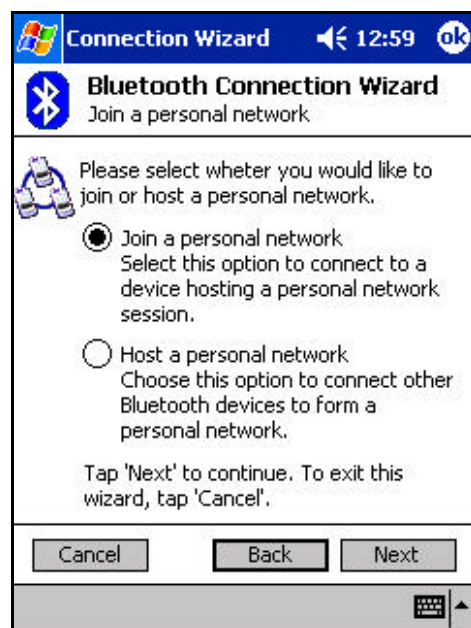 Connection Wizard 12:59 ok
Bluetooth Connection Wizard
Join a personal network
Please select wheter you would like to
join or host a personal network.
Join a personal network
Select this option to connect to a
device hosting a personal network
session.
Host a personal network
Choose this option to connect other
Bluetooth devices to form a
personal network.
Tap 'Next' to continue. To exit this
wizard, tap 'Cancel'.
Cancel Back Next